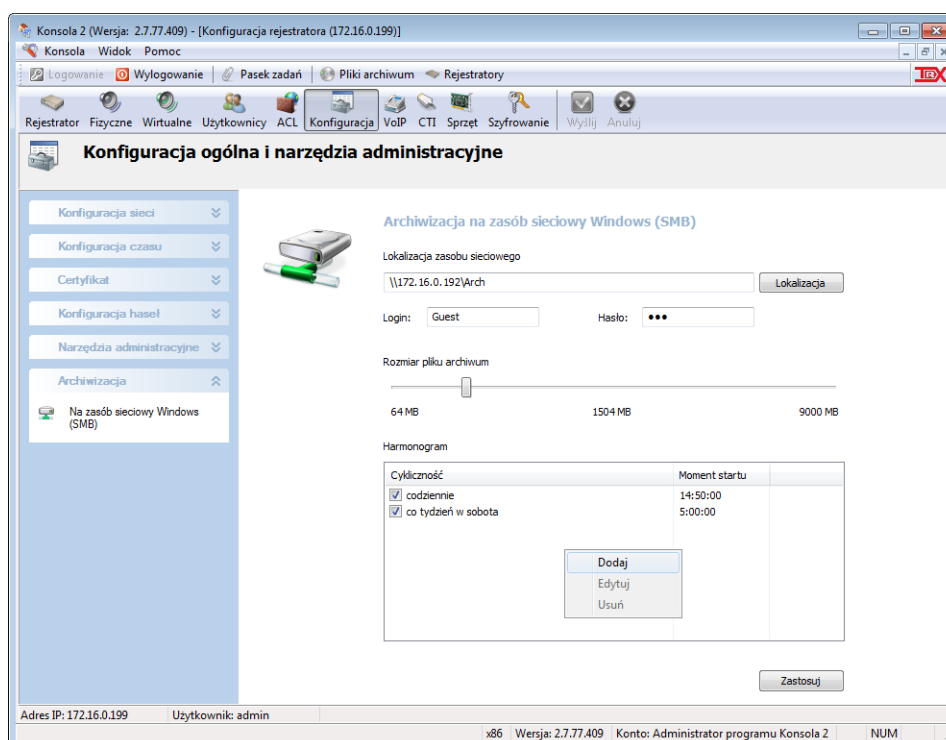 Konsola 2 (Wersja: 2.7.77.409) - [Konfiguracja rejestratora (172.16.0.199)]
Konsola Widok Pomoc
Logowanie Wylogowanie Pasek zadań Pliki archiwum Rejestratory TRX
Rejestrator Fizyczne Wirtualne Użytkownicy ACL Konfiguracja VoIP CTI Sprzęt Szyfrowanie Wyślij Anuluj
Konfiguracja ogólna i narzędzia administracyjne
Konfiguracja sieci
Konfiguracja czasu
Certyfikat
Konfiguracja haseł
Narzędzia administracyjne
Archiwizacja
Na zasób sieciowy Windows
(SMB)
Archiwizacja na zasób sieciowy Windows (SMB)
Lokalizacja zasobu sieciowego
\\172.16.0.192\Arch Lokalizacja
Login: Guest Hasło: •••
Rozmiar pliku archiwum
64 MB 1504 MB 9000 MB
Harmonogram
Cykliczność Moment startu
codziennie 14:50:00
co tydzień w sobota 5:00:00
Dodaj
Edytuj
Usuń
Zastosuj
Adres IP: 172.16.0.199 Użytkownik: admin
x86 Wersja: 2.7.77.409 Konto: Administrator programu Konsola 2 NUM